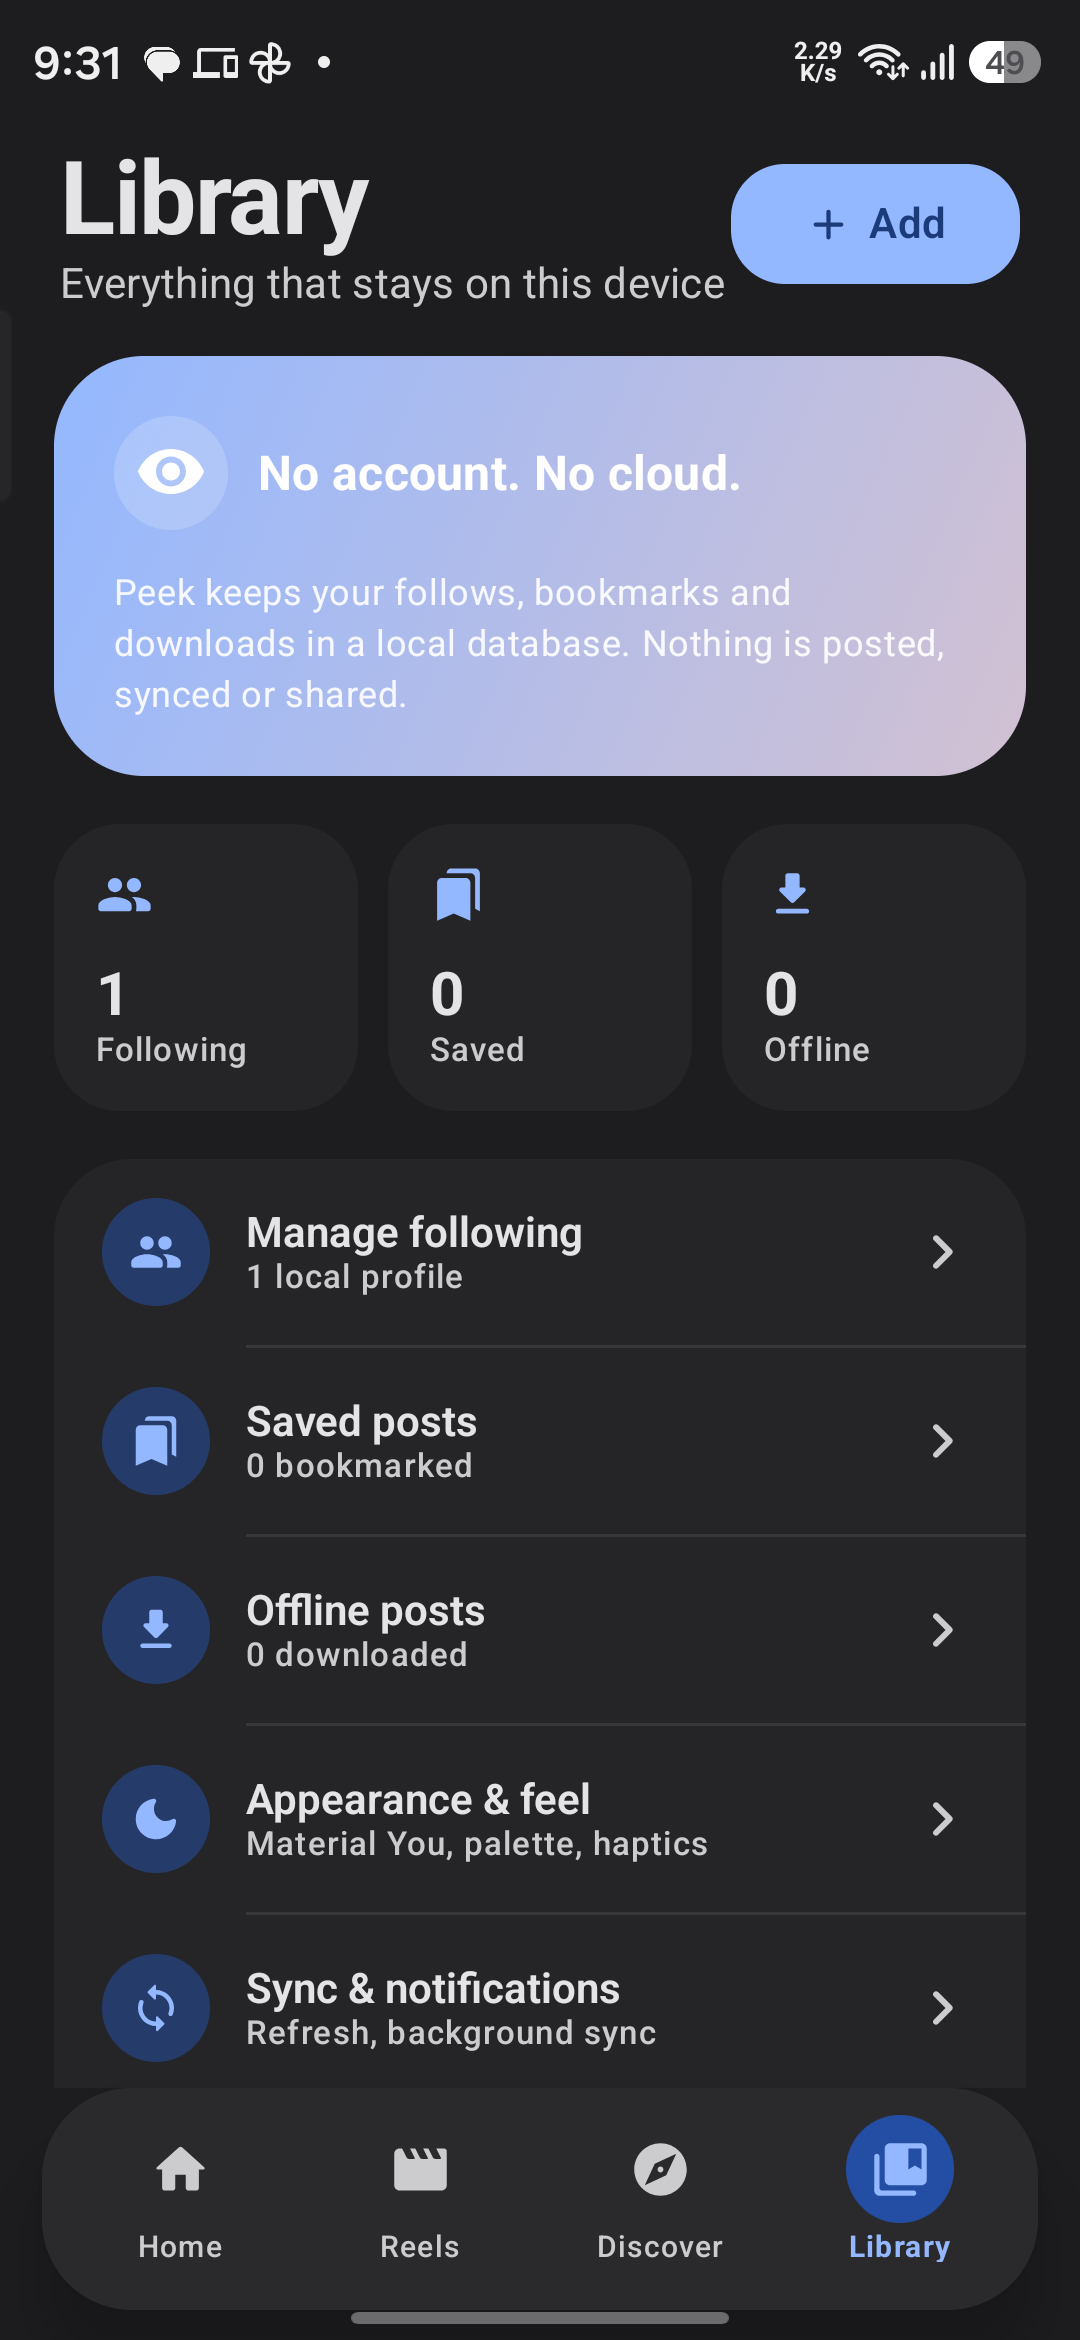 9:31
2.29
K/s
49
Library
Everything that stays on this device
+ Add
No account. No cloud.
Peek keeps your follows, bookmarks and
downloads in a local database. Nothing is posted,
synced or shared.
1
Following
0
Saved
0
Offline
Manage following
1 local profile
Saved posts
0 bookmarked
Offline posts
0 downloaded
Appearance & feel
Material You, palette, haptics
Sync & notifications
Refresh, background sync
Home
Reels
Discover
Library